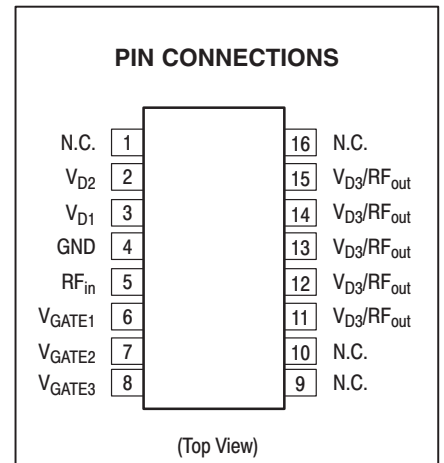 PIN CONNECTIONS
N.C. 1 16 N.C.
VD2 2 15 VD3/RFout
VD1 3 14 VD3/RFout
GND 4 13 VD3/RFout
RFin 5 12 VD3/RFout
VGATE1 6 11 VD3/RFout
VGATE2 7 10 N.C.
VGATE3 8 9 N.C.
(Top View)